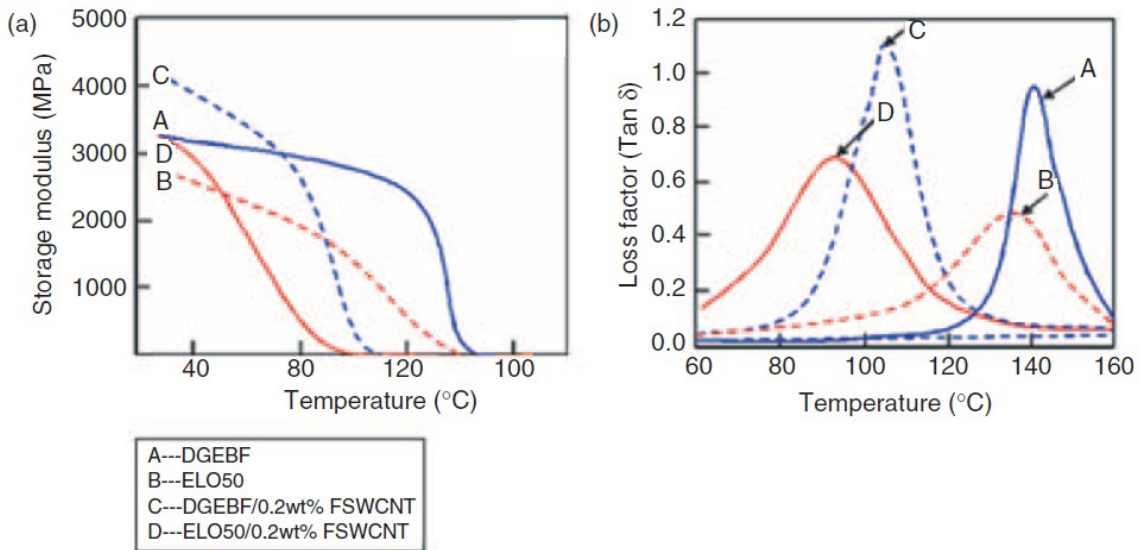 (a)
5000
4000
3000
2000
1000
Storage modulus (MPa)
C
A
D
B
40
80
120
100
Temperature (°C)
A---DGEBF
B---ELO50
C---DGEBF/0.2wt% FSWCNT
D---ELO50/0.2wt% FSWCNT
(b)
1.2
1.0
0.8
0.6
0.4
0.2
0.0
Loss factor (Tan δ)
C
A
D
B
60
80
100
120
140
160
Temperature (°C)